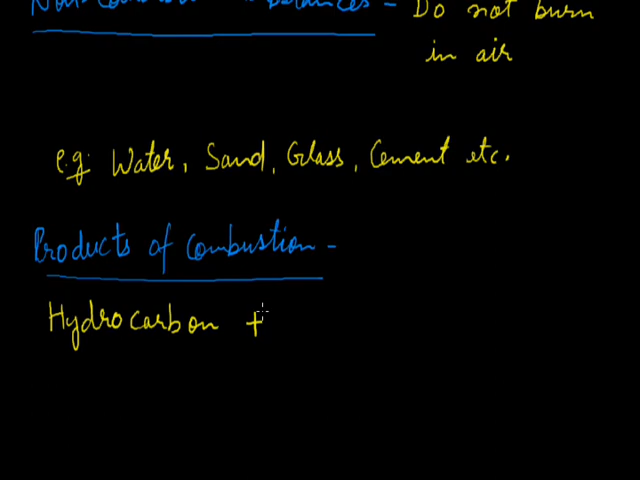 - Do not burn
in air
e.g: Water, Sand, Glass, Cement etc.
Products of Combustion -
Hydrocarbon +